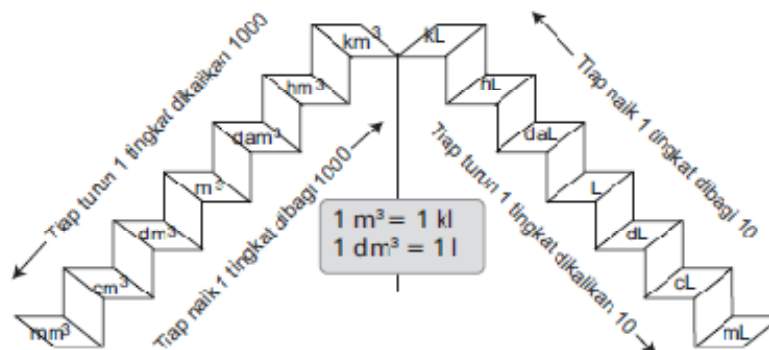 km³
hm³
dam³
m³
dm³
cm³
mm³
Tiap turun 1 tingkat dikalikan 1000
Tiap naik 1 tingkat dibagi 1000
1 m³ = 1 kl
1 dm³ = 1 l
kL
hL
daL
L
dL
cL
mL
Tiap naik 1 tingkat dibagi 10
Tiap turun 1 tingkat dikalikan 10